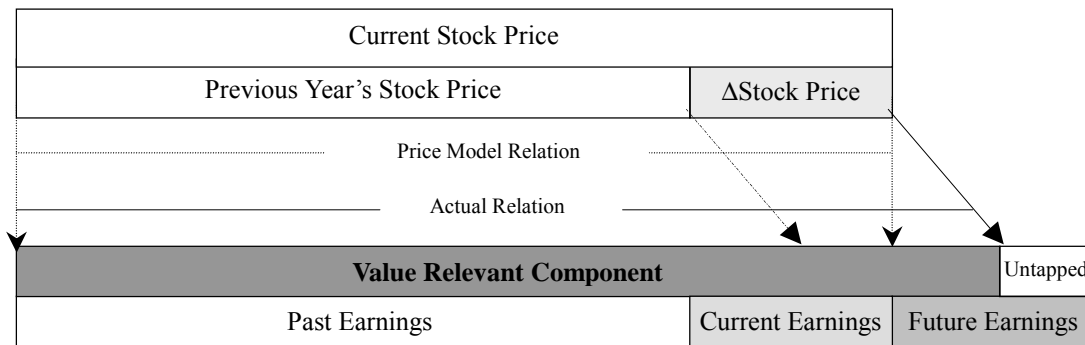 Current Stock Price
Previous Year's Stock Price ΔStock Price
Price Model Relation
Actual Relation
Value Relevant Component Untapped
Past Earnings Current Earnings Future Earnings